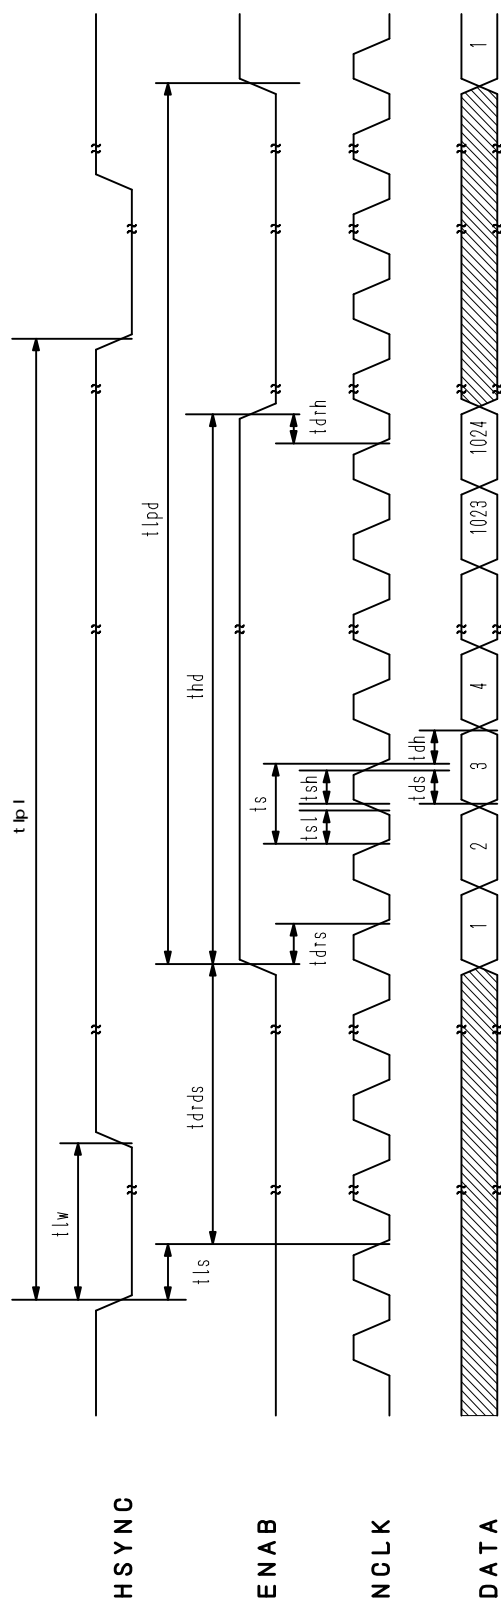 HSYNC
tlpl
tlw
tls
ENAB
tlpd
thd
tdrds
tdrs
tdrh
NCLK
ts
tsl
tsh
tds
tdh
DATA
1
2
3
4
1023
1024
1